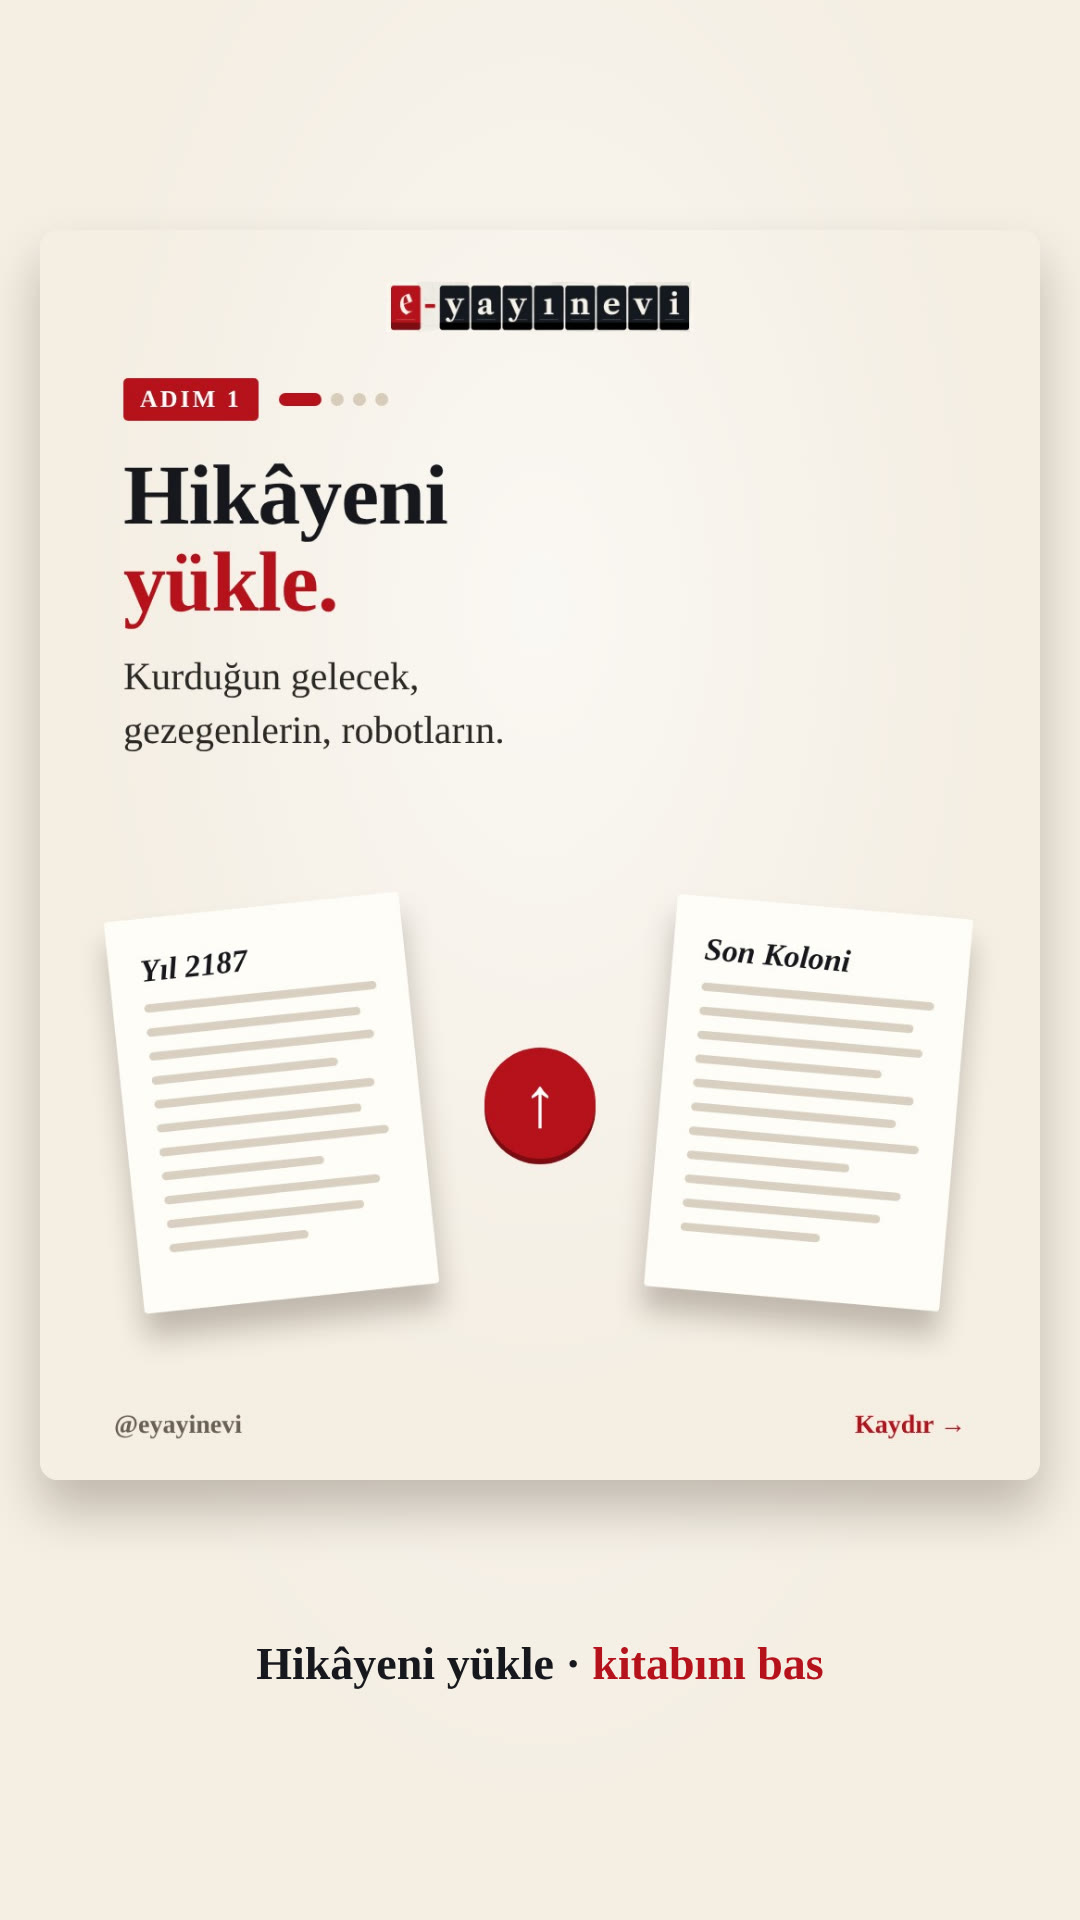 e-yayınevi
ADIM 1
Hikâyeni
yükle.
Kurduğun gelecek,
gezegenlerin, robotların.
Yıl 2187
Son Koloni
↑
@eyayinevi
Kaydır →
Hikâyeni yükle · kitabını bas